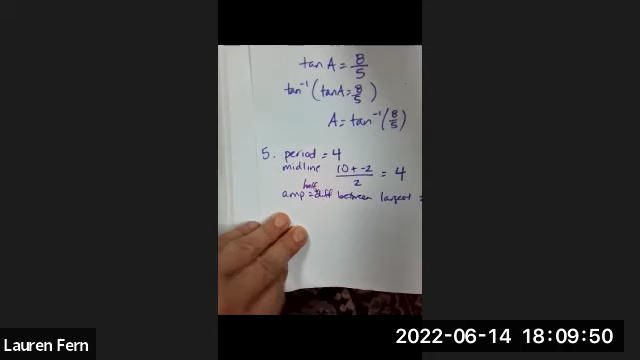 tan A = 8/5
tan⁻¹ (tan A = 8/5)
A = tan⁻¹ (8/5)
5. period = 4
midline (10 + -2)/2 = 4
half
amp = diff between largest =
Lauren Fern
2022-06-14 18:09:50